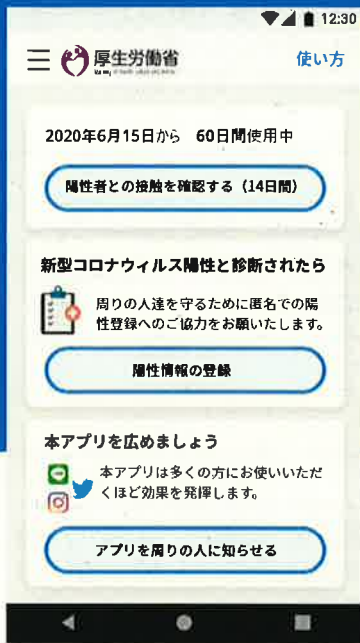 12:30
厚生労働省
使い方
2020年6月15日から 60日間使用中
陽性者との接触を確認する（14日間）
新型コロナウィルス陽性と診断されたら
周りの人達を守るために匿名での陽
性登録へのご協力をお願いたします。
陽性情報の登録
本アプリを広めましょう
本アプリは多くの方にお使いいただ
くほど効果を発揮します。
アプリを周りの人に知らせる